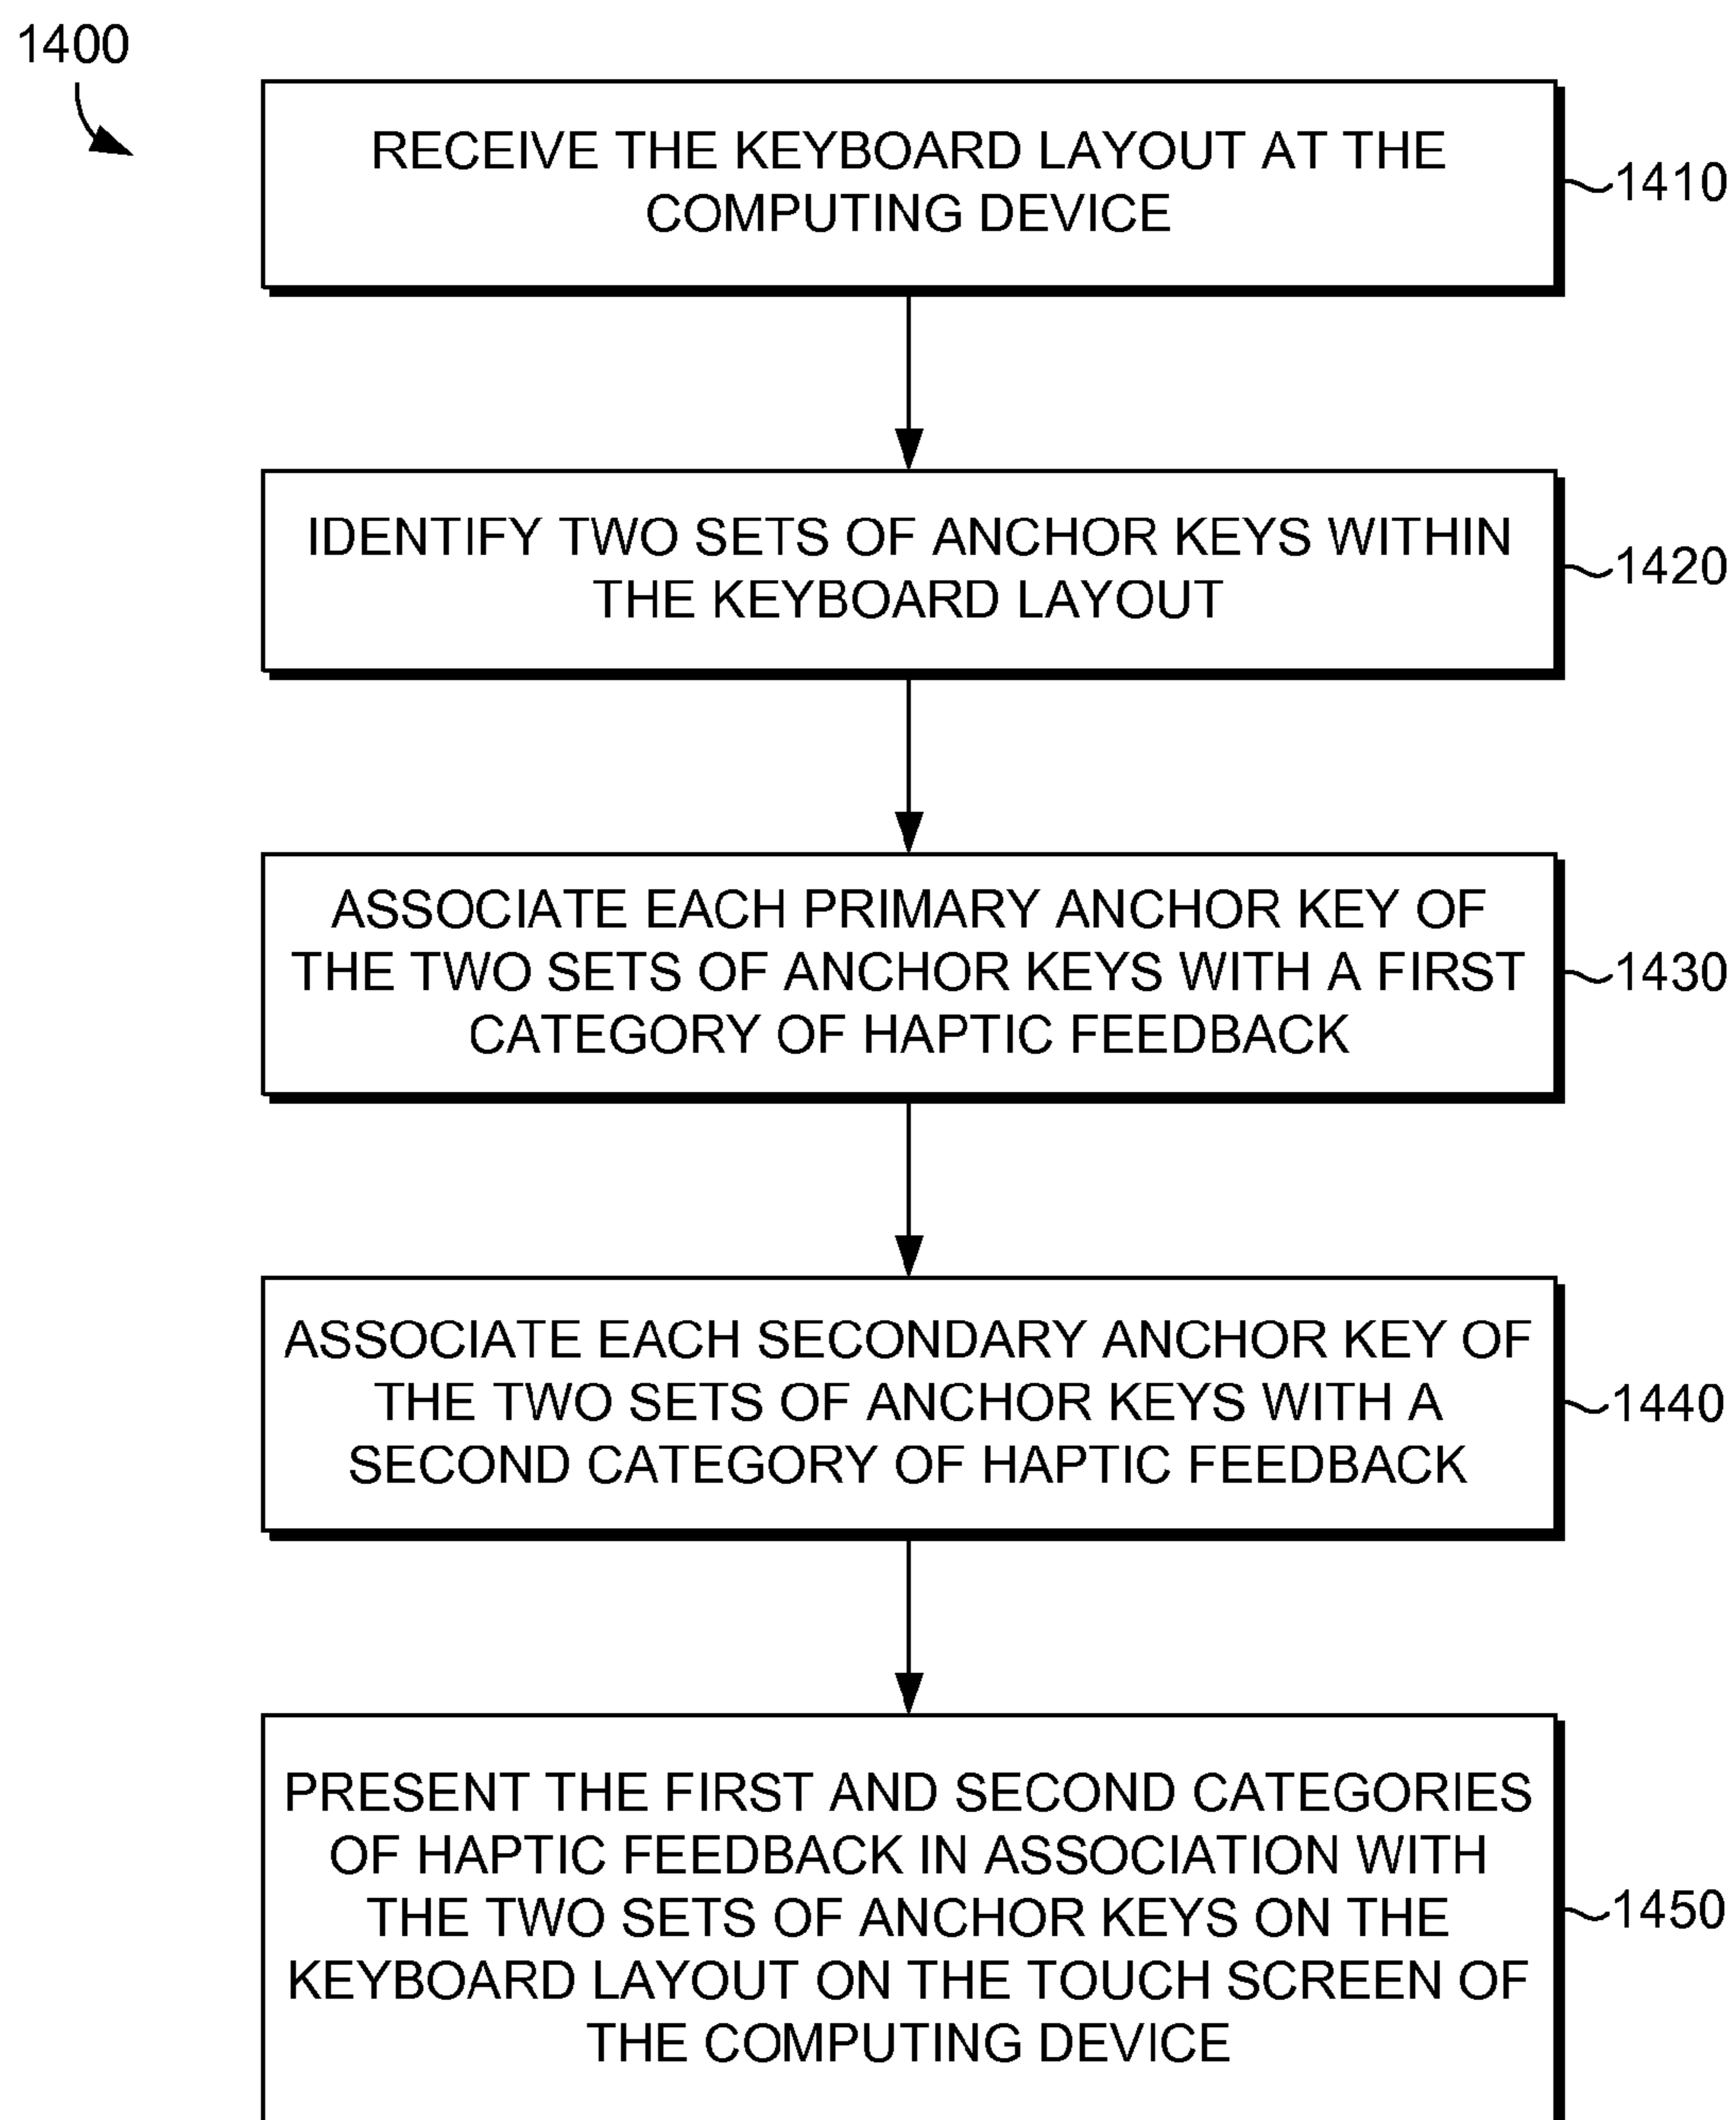 1400
RECEIVE THE KEYBOARD LAYOUT AT THE
COMPUTING DEVICE
1410
IDENTIFY TWO SETS OF ANCHOR KEYS WITHIN
THE KEYBOARD LAYOUT
1420
ASSOCIATE EACH PRIMARY ANCHOR KEY OF
THE TWO SETS OF ANCHOR KEYS WITH A FIRST
CATEGORY OF HAPTIC FEEDBACK
1430
ASSOCIATE EACH SECONDARY ANCHOR KEY OF
THE TWO SETS OF ANCHOR KEYS WITH A
SECOND CATEGORY OF HAPTIC FEEDBACK
1440
PRESENT THE FIRST AND SECOND CATEGORIES
OF HAPTIC FEEDBACK IN ASSOCIATION WITH
THE TWO SETS OF ANCHOR KEYS ON THE
KEYBOARD LAYOUT ON THE TOUCH SCREEN OF
THE COMPUTING DEVICE
1450